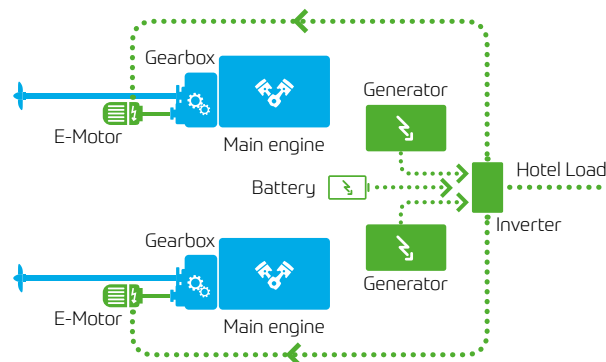 Gearbox
Generator
E-Motor
Main engine
Hotel Load
Battery
Inverter
Gearbox
Generator
E-Motor
Main engine